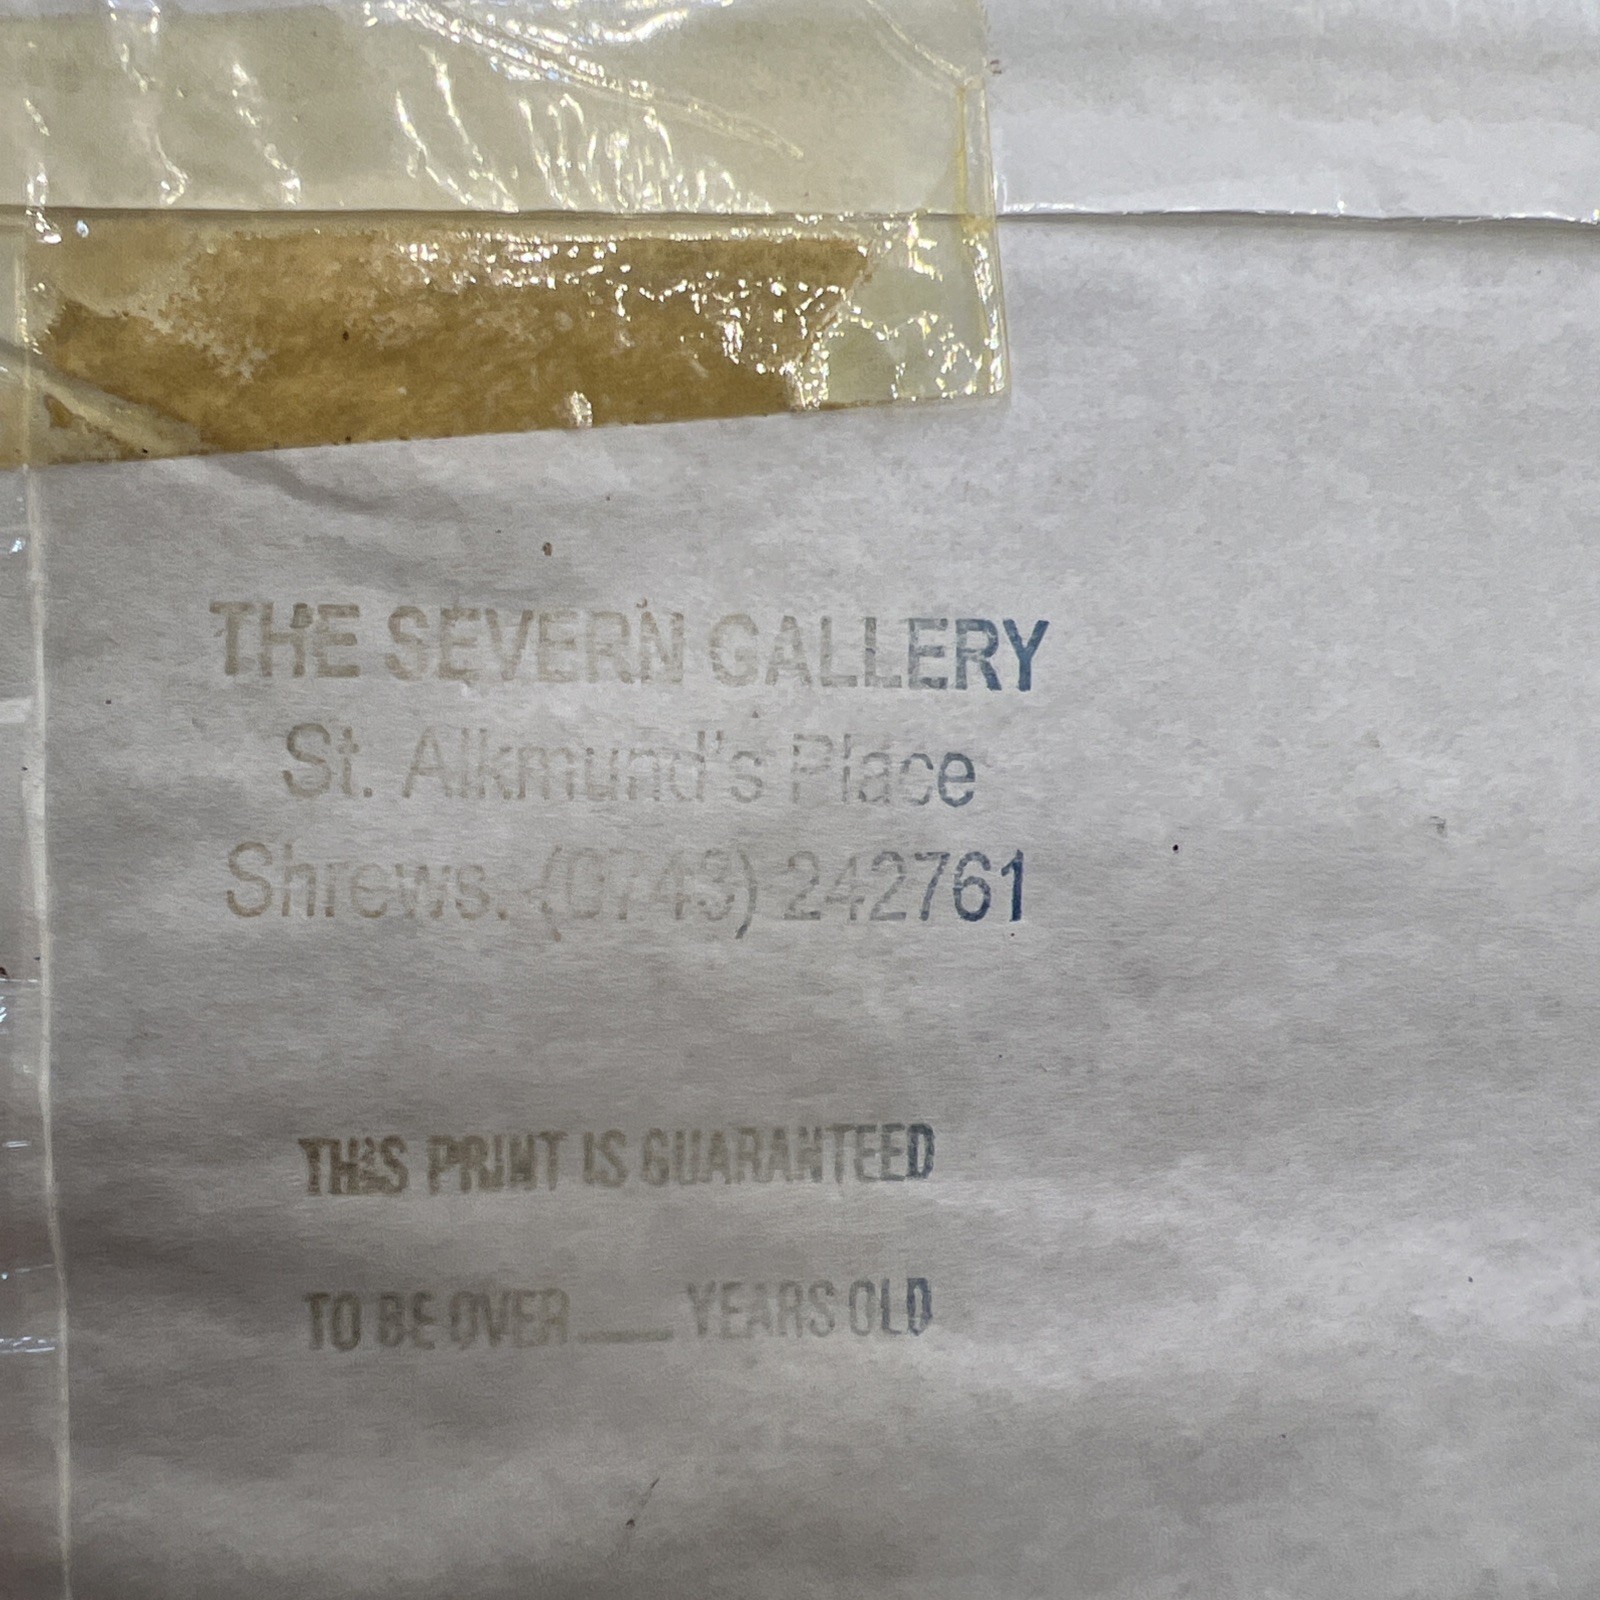 THE SEVERN GALLERY
St. Alkmund's Place
Shrews. (0743) 242761
THIS PRINT IS GUARANTEED
TO BE OVER ___ YEARS OLD